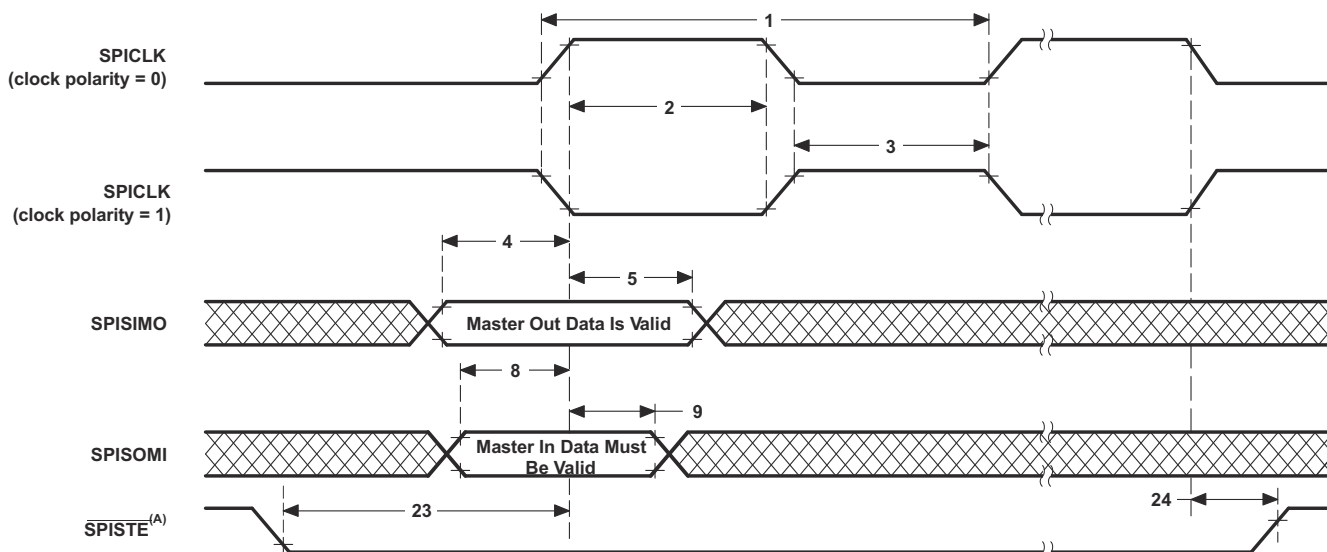 1
SPICLK
(clock polarity = 0)
2
3
SPICLK
(clock polarity = 1)
4
5
SPISIMO
Master Out Data Is Valid
8
9
SPISOMI
Master In Data Must
Be Valid
23
24
SPISTE(A)